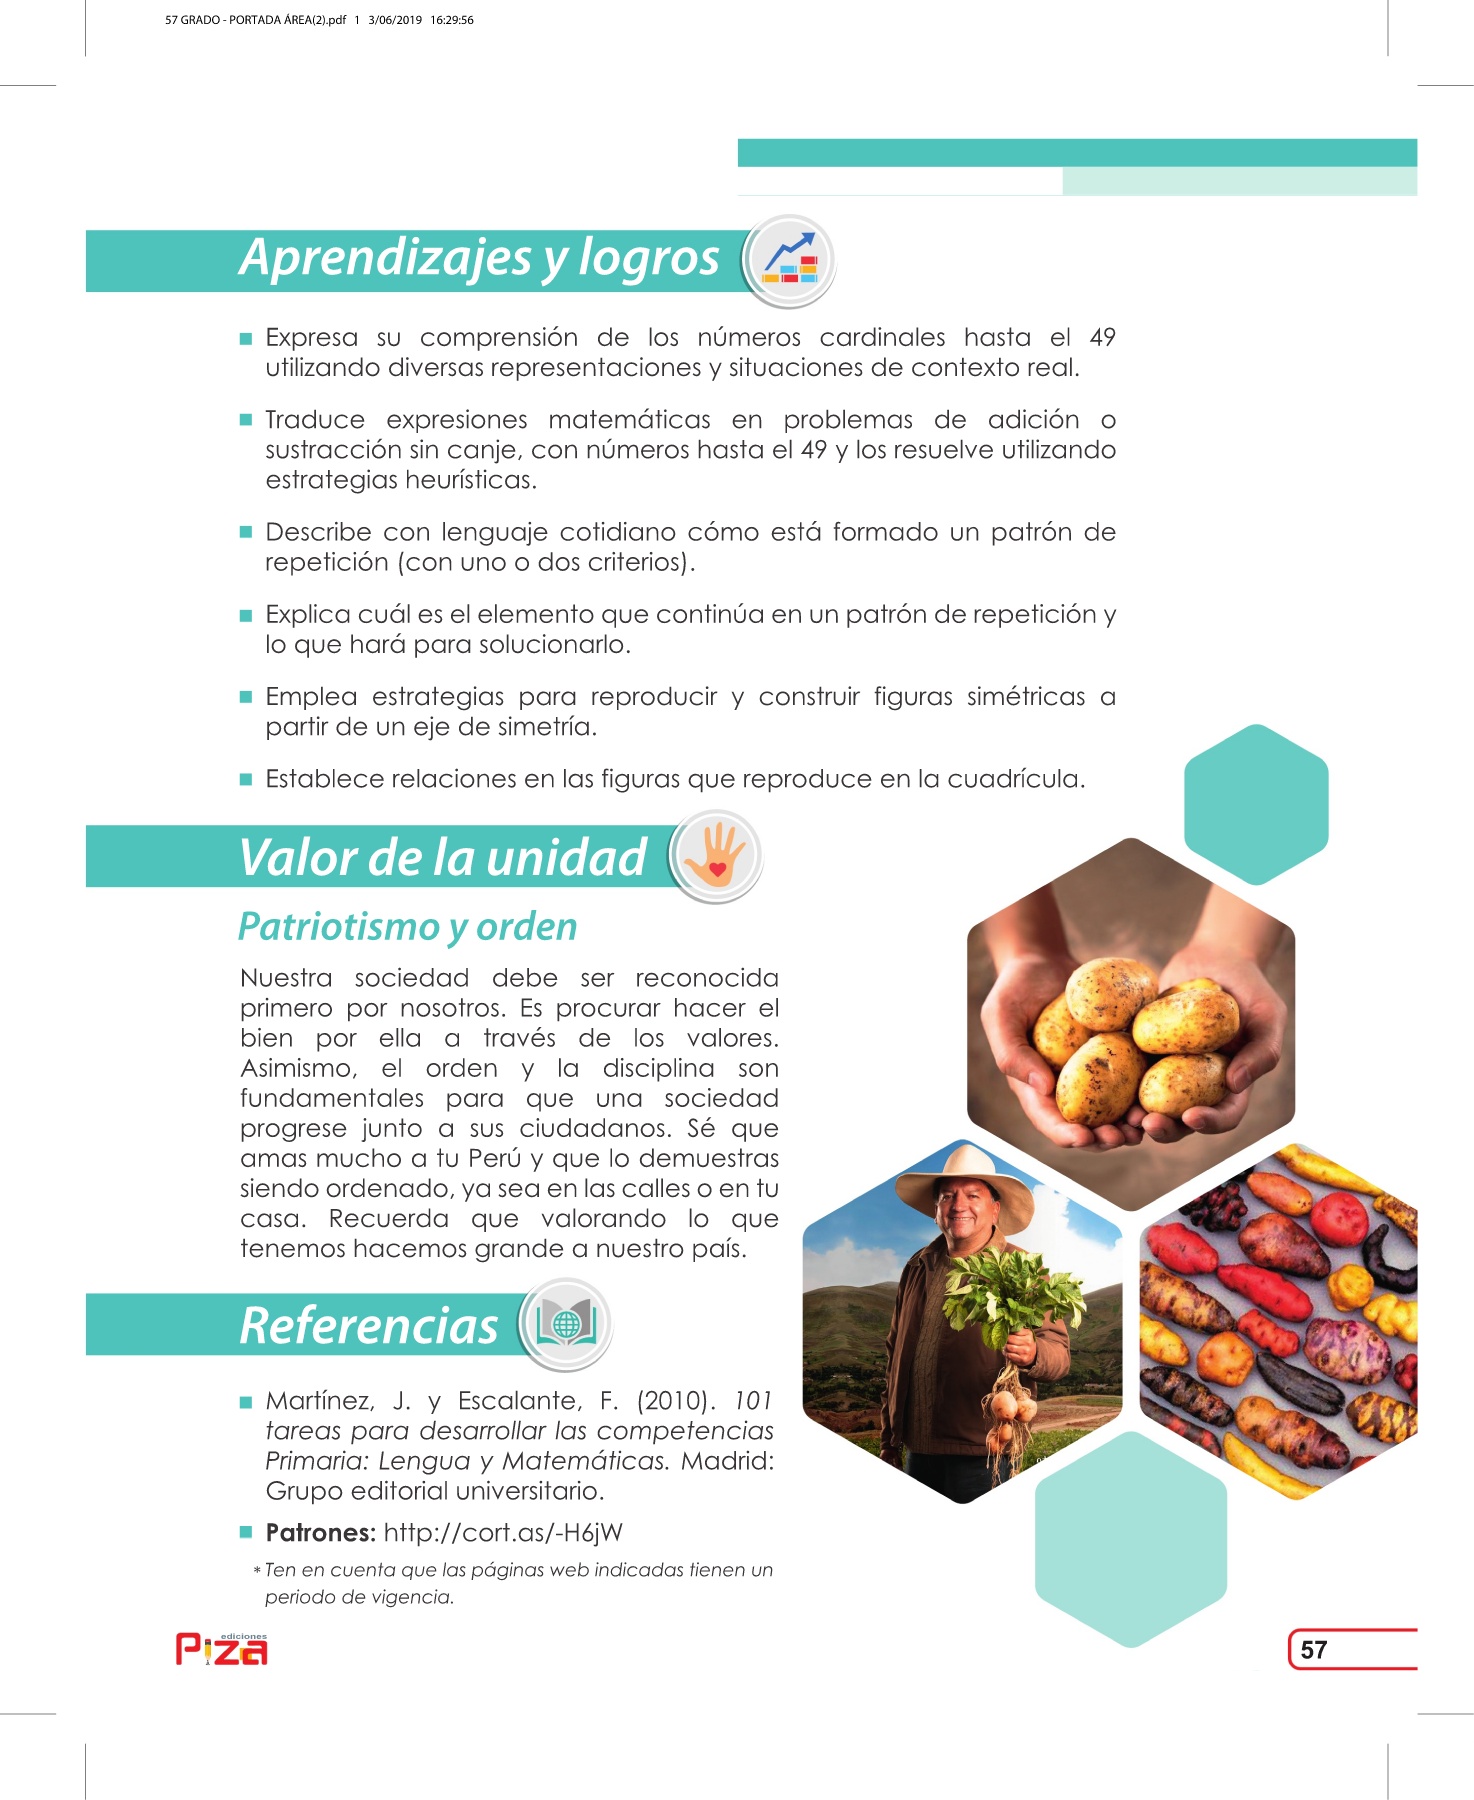 57 GRADO - PORTADA ÁREA(2).pdf 1 3/06/2019 16:29:56
Aprendizajes y logros
Expresa su comprensión de los números cardinales hasta el 49
utilizando diversas representaciones y situaciones de contexto real.
Traduce expresiones matemáticas en problemas de adición o
sustracción sin canje, con números hasta el 49 y los resuelve utilizando
estrategias heurísticas.
Describe con lenguaje cotidiano cómo está formado un patrón de
repetición (con uno o dos criterios).
Explica cuál es el elemento que continúa en un patrón de repetición y
lo que hará para solucionarlo.
Emplea estrategias para reproducir y construir figuras simétricas a
partir de un eje de simetría.
Establece relaciones en las figuras que reproduce en la cuadrícula.
Valor de la unidad
Patriotismo y orden
Nuestra sociedad debe ser reconocida
primero por nosotros. Es procurar hacer el
bien por ella a través de los valores.
Asimismo, el orden y la disciplina son
fundamentales para que una sociedad
progrese junto a sus ciudadanos. Sé que
amas mucho a tu Perú y que lo demuestras
siendo ordenado, ya sea en las calles o en tu
casa. Recuerda que valorando lo que
tenemos hacemos grande a nuestro país.
Referencias
Martínez, J. y Escalante, F. (2010). 101
tareas para desarrollar las competencias
Primaria: Lengua y Matemáticas. Madrid:
Grupo editorial universitario.
Patrones: http://cort.as/-H6jW
* Ten en cuenta que las páginas web indicadas tienen un
periodo de vigencia.
ediciones
Pizza
57